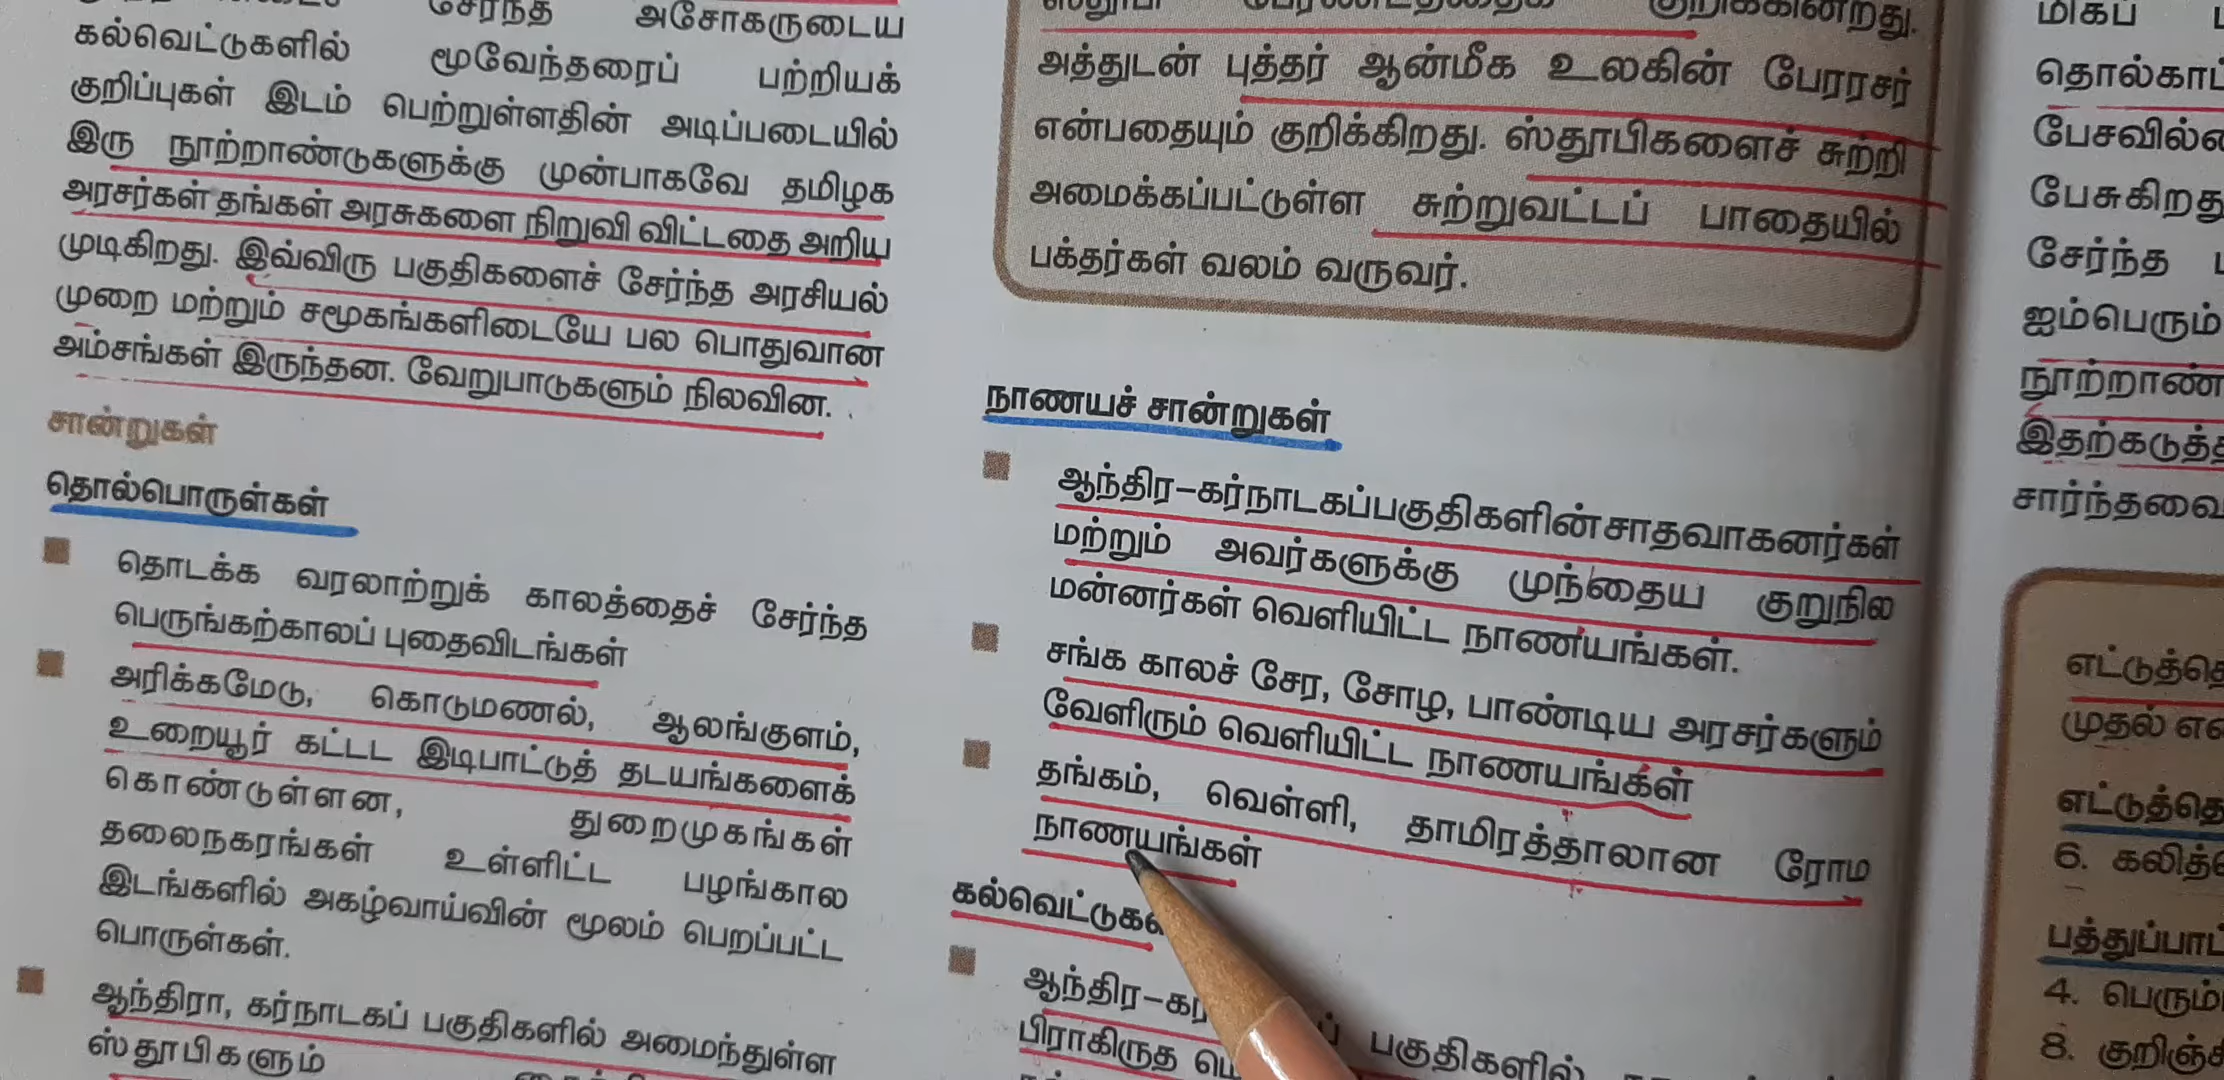 சேர்ந்த அசோகருடைய
கல்வெட்டுகளில் மூவேந்தரைப் பற்றியக்
குறிப்புகள் இடம் பெற்றுள்ளதின் அடிப்படையில்
இரு நூற்றாண்டுகளுக்கு முன்பாகவே தமிழக
அரசர்கள் தங்கள் அரசுகளை நிறுவி விட்டதை அறிய
முடிகிறது. இவ்விரு பகுதிகளைச் சேர்ந்த அரசியல்
முறை மற்றும் சமூகங்களிடையே பல பொதுவான
அம்சங்கள் இருந்தன. வேறுபாடுகளும் நிலவின.
சான்றுகள்
தொல்பொருள்கள்
தொடக்க வரலாற்றுக் காலத்தைச் சேர்ந்த
பெருங்கற்காலப் புதைவிடங்கள்
அரிக்கமேடு, கொடுமணல், ஆலங்குளம்,
உறையூர் கட்டட இடிபாட்டுத் தடயங்களைக்
கொண்டுள்ளன, துறைமுகங்கள்
தலைநகரங்கள் உள்ளிட்ட பழங்கால
இடங்களில் அகழ்வாய்வின் மூலம் பெறப்பட்ட
பொருள்கள்.
ஆந்திரா, கர்நாடகப் பகுதிகளில் அமைந்துள்ள
ஸ்தூபிகளும்
குறிக்கின்றது.
அத்துடன் புத்தர் ஆன்மீக உலகின் பேரரசர்
என்பதையும் குறிக்கிறது. ஸ்தூபிகளைச் சுற்றி
அமைக்கப்பட்டுள்ள சுற்றுவட்டப் பாதையில்
பக்தர்கள் வலம் வருவர்.
நாணயச் சான்றுகள்
ஆந்திர-கர்நாடகப்பகுதிகளின்சாதவாகனர்கள்
மற்றும் அவர்களுக்கு முந்தைய குறுநில
மன்னர்கள் வெளியிட்ட நாணயங்கள்.
சங்க காலச் சேர, சோழ, பாண்டிய அரசர்களும்
வேளிரும் வெளியிட்ட நாணயங்கள்
தங்கம், வெள்ளி, தாமிரத்தாலான ரோம
நாணயங்கள்
ஆந்திர-
பகுதிகளில்
பிராகிருத
மிகப்
சேர்ந்த
ஐம்பெரும்
6.
4.
முதல்
8.